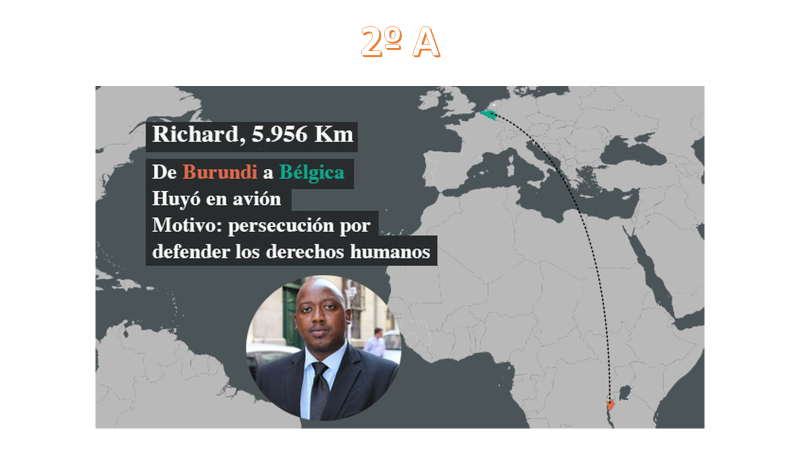 2º A
Richard, 5.956 Km
De Burundi a Bélgica
Huyó en avión
Motivo: persecución por
defender los derechos humanos